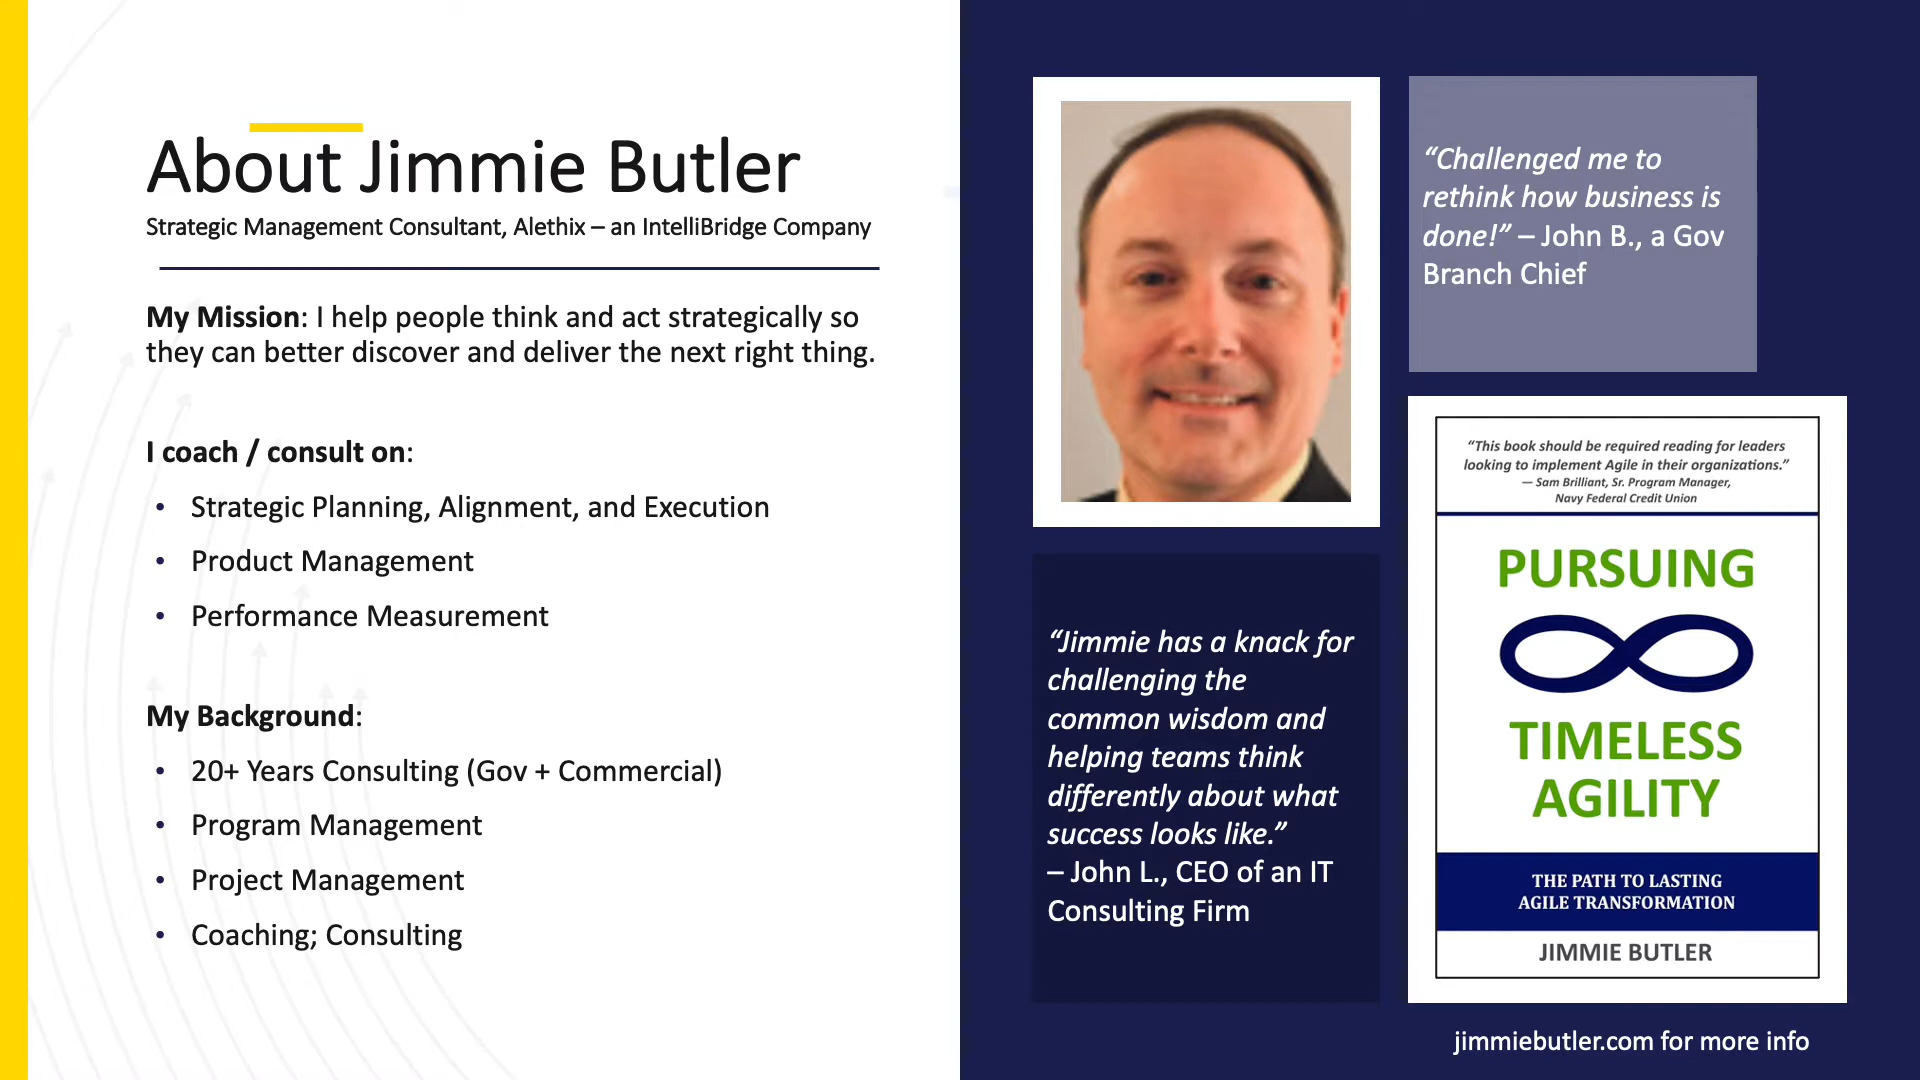 About Jimmie Butler
Strategic Management Consultant, Alethix – an IntelliBridge Company
My Mission: I help people think and act strategically so
they can better discover and deliver the next right thing.
I coach / consult on:
• Strategic Planning, Alignment, and Execution
• Product Management
• Performance Measurement
My Background:
• 20+ Years Consulting (Gov + Commercial)
• Program Management
• Project Management
• Coaching; Consulting
“Challenged me to
rethink how business is
done!” – John B., a Gov
Branch Chief
“Jimmie has a knack for
challenging the
common wisdom and
helping teams think
differently about what
success looks like.”
– John L., CEO of an IT
Consulting Firm
“This book should be required reading for leaders
looking to implement Agile in their organizations.”
— Sam Brilliant, Sr. Program Manager,
Navy Federal Credit Union
PURSUING
TIMELESS
AGILITY
THE PATH TO LASTING
AGILE TRANSFORMATION
JIMMIE BUTLER
jimmiebutler.com for more info